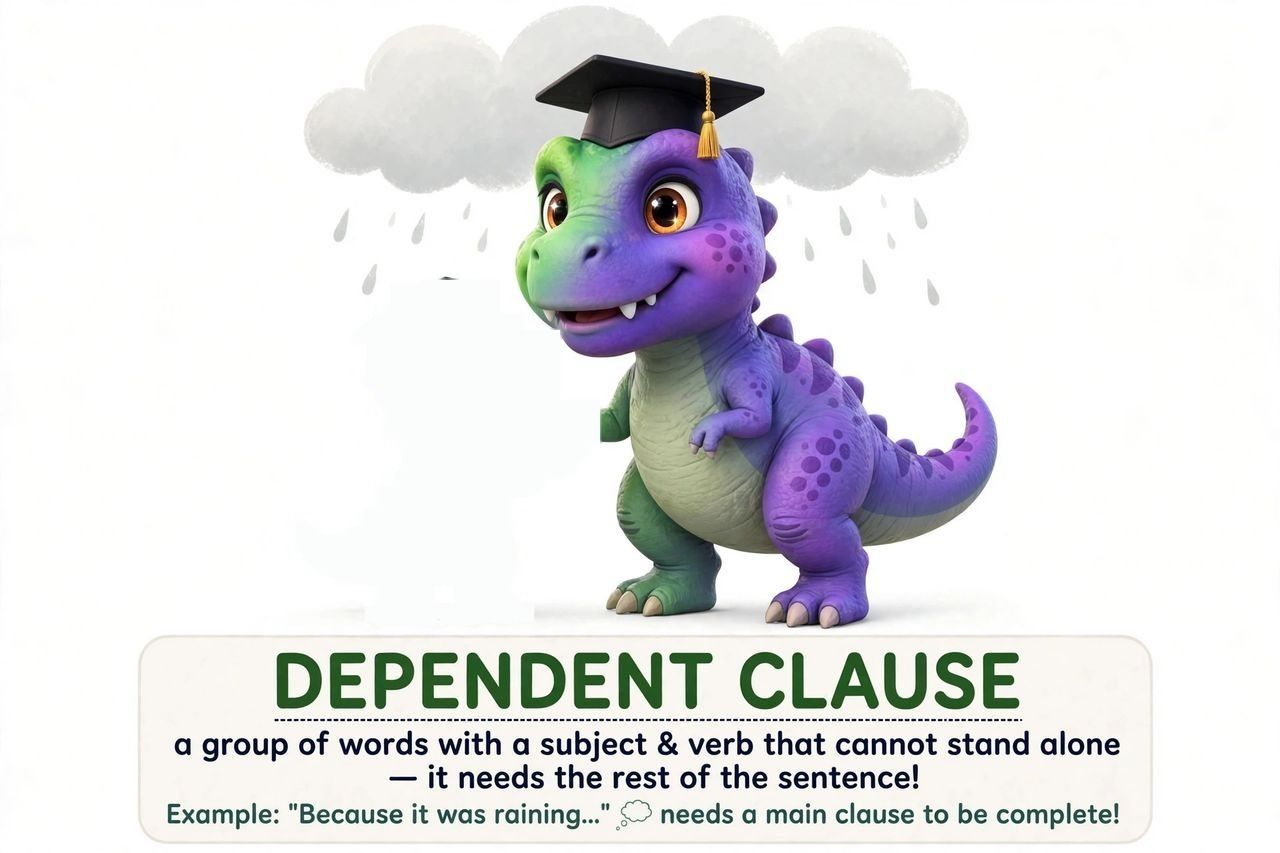 DEPENDENT CLAUSE
a group of words with a subject & verb that cannot stand alone
— it needs the rest of the sentence!
Example: "Because it was raining..." 💭 needs a main clause to be complete!